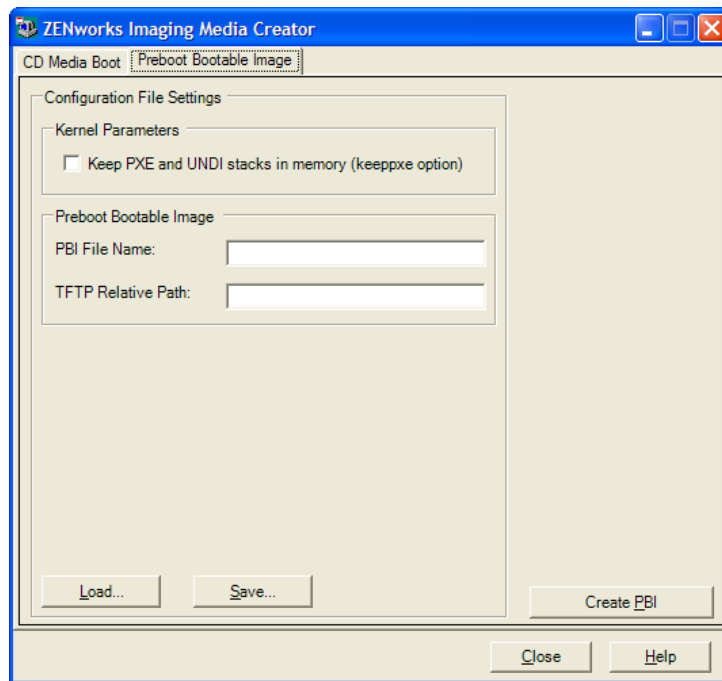 ZENworks Imaging Media Creator
CD Media Boot Preboot Bootable Image
Configuration File Settings
Kernel Parameters
Keep PXE and UNDI stacks in memory (keeppxe option)
Preboot Bootable Image
PBI File Name:
TFTP Relative Path:
Load... Save...
Create PBI
Close Help